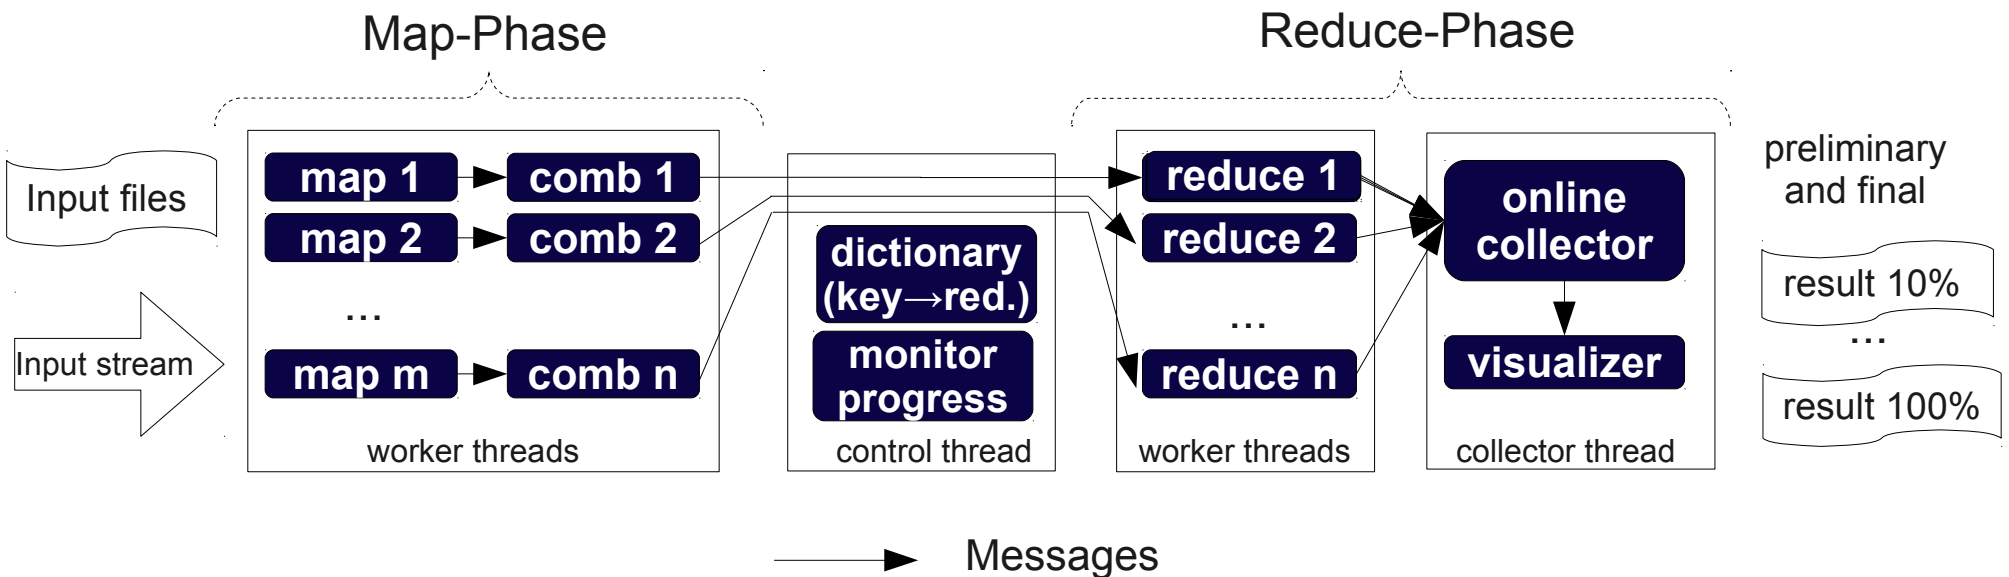 Map-Phase
Reduce-Phase
Input files
Input stream
map 1
comb 1
map 2
comb 2
...
map m
comb n
worker threads
dictionary
(key→red.)
monitor
progress
control thread
reduce 1
reduce 2
...
reduce n
worker threads
online
collector
visualizer
collector thread
preliminary
and final
result 10%
...
result 100%
Messages